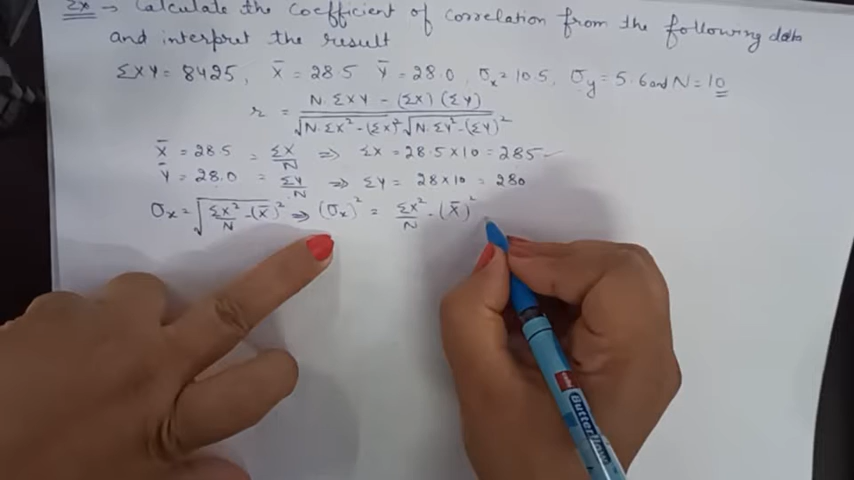 Ex → Calculate the Coefficient of correlation from the following data
and interpret the result
ΣXY = 8425, X̄ = 28.5 Ȳ = 28.0, σx = 10.5, σy = 5.6 and N = 10
r = N·ΣXY - (ΣX)(ΣY) / √N·ΣX² - (ΣX)² √N·ΣY² - (ΣY)²
X̄ = 28.5 = ΣX/N ⇒ ΣX = 28.5 × 10 = 285
Ȳ = 28.0 = ΣY/N ⇒ ΣY = 28 × 10 = 280
σx = √ΣX²/N - (X̄)² ⇒ (σx)² = ΣX²/N - (X̄)²
Butterflow